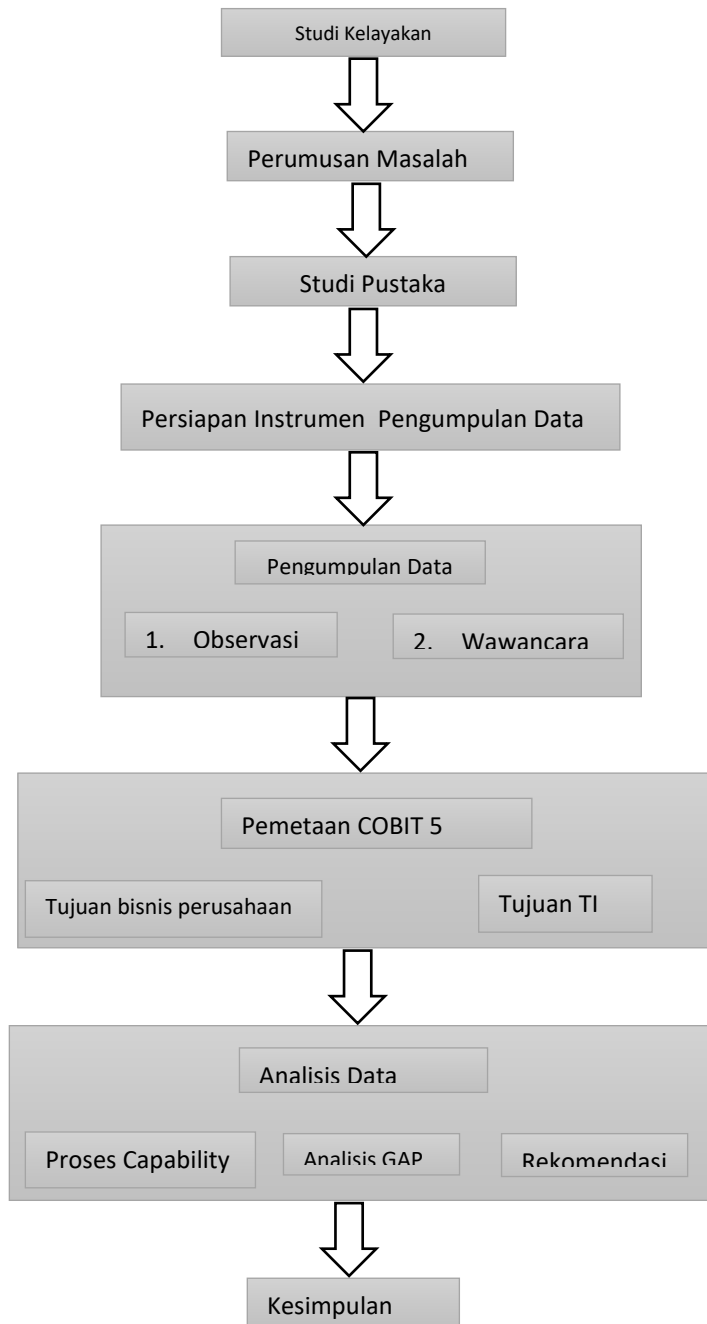 Studi Kelayakan
Perumusan Masalah
Studi Pustaka
Persiapan Instrumen Pengumpulan Data
Pengumpulan Data
1. Observasi
2. Wawancara
Pemetaan COBIT 5
Tujuan bisnis perusahaan
Tujuan TI
Analisis Data
Proses Capability
Analisis GAP
Rekomendasi
Kesimpulan